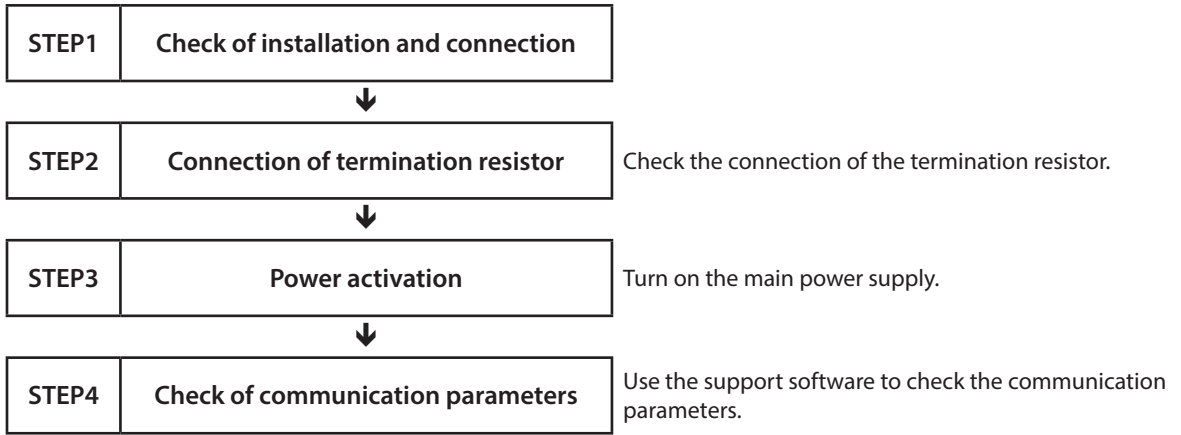 STEP1 Check of installation and connection
STEP2 Connection of termination resistor Check the connection of the termination resistor.
STEP3 Power activation Turn on the main power supply.
STEP4 Check of communication parameters Use the support software to check the communication
parameters.